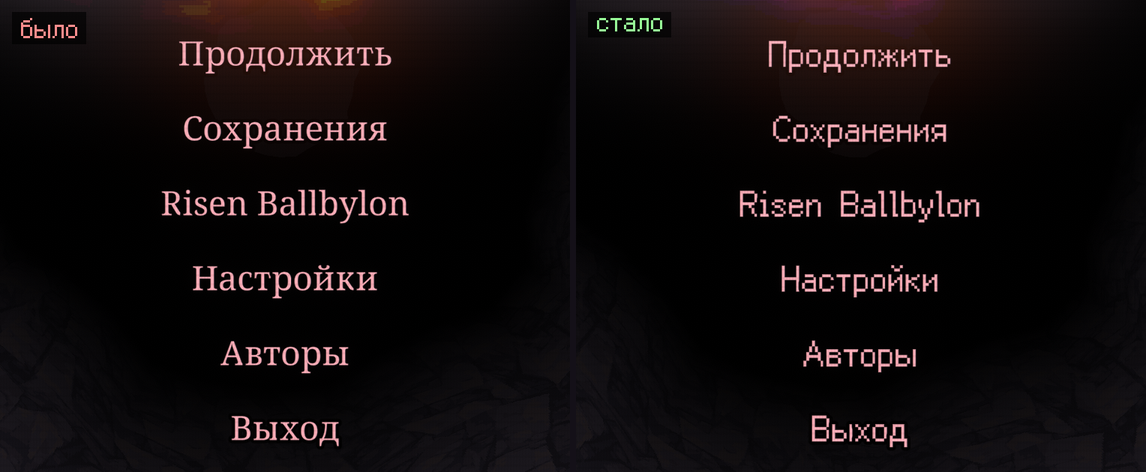 было
Продолжить
Сохранения
Risen Ballbylon
Настройки
Авторы
Выход
стало
Продолжить
Сохранения
Risen Ballbylon
Настройки
Авторы
Выход